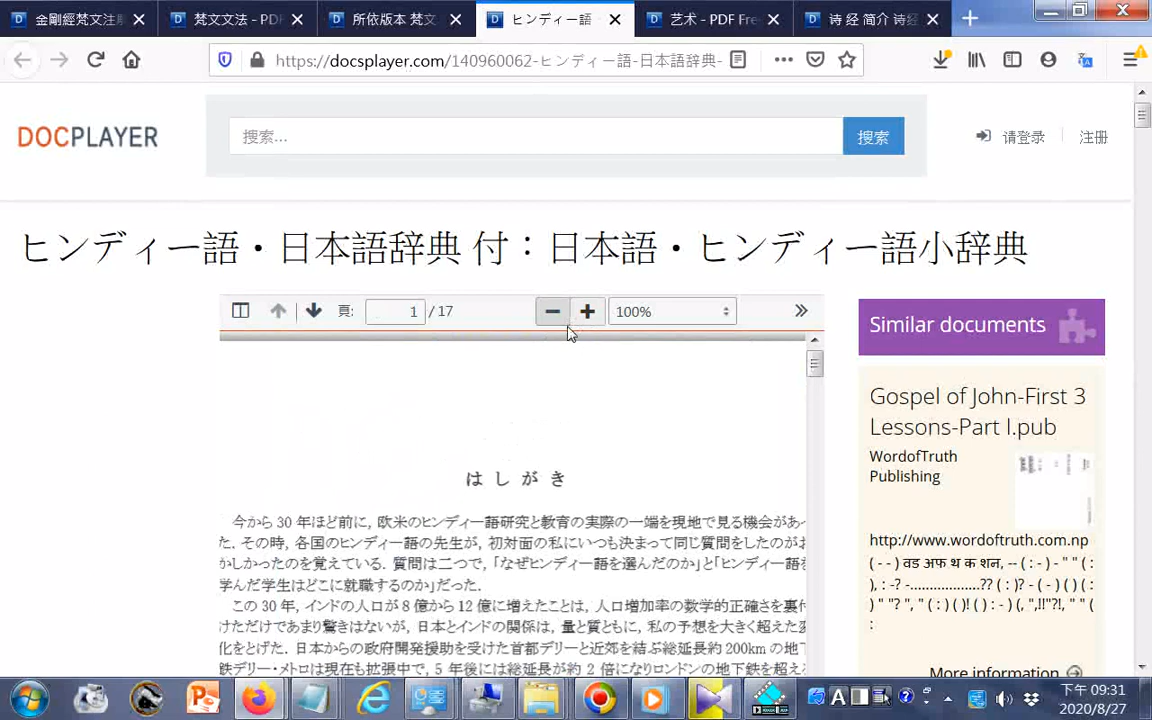 金剛經梵文注
梵文文法 - PDF
所依版本 梵文
ヒンディー語
艺术 - PDF Fre
诗 经 简介 诗
https://docsplayer.com/140960062-ヒンディー語-日本語辞典-
DOCPLAYER
搜索...
搜索
请登录
注册
ヒンディー語・日本語辞典 付：日本語・ヒンディー語小辞典
頁:
1
/ 17
100%
は し が き
今から 30 年ほど前に, 欧米のヒンディー語研究と教育の実際の一端を現地で見る機会があっ
た. その時, 各国のヒンディー語の先生が, 初対面の私にいつも決まって同じ質問をしたのがお
かしかったのを覚えている. 質問は二つで,「なぜヒンディー語を選んだのか」と「ヒンディー語を
学んだ学生はどこに就職するのか」だった.
この 30 年, インドの人口が 8 億から 12 億に増えたことは, 人口増加率の数学的正確さを裏付
けただけであまり驚きはないが, 日本とインドの関係は, 量と質ともに, 私の予想を大きく超えた変
化をとげた. 日本からの政府開発援助を受けた首都デリーと近郊を結ぶ総延長約 200km の地下
鉄デリー・メトロは現在も拡張中で, 5 年後には総延長が約 2 倍になりロンドンの地下鉄を超え
Similar documents
Gospel of John-First 3
Lessons-Part I.pub
WordofTruth
Publishing
http://www.wordoftruth.com.np
( - - ) वड अफ थ क शन, -- ( : - ) - " " ( :
), : -? -...................?? ( : )? - ( - ) ( ) ( :
) " "? ", " ( : ) ( )! ( ) : - ) (, ",!!"?!, " " ( :
:
More information
下午 09:31
2020/8/27